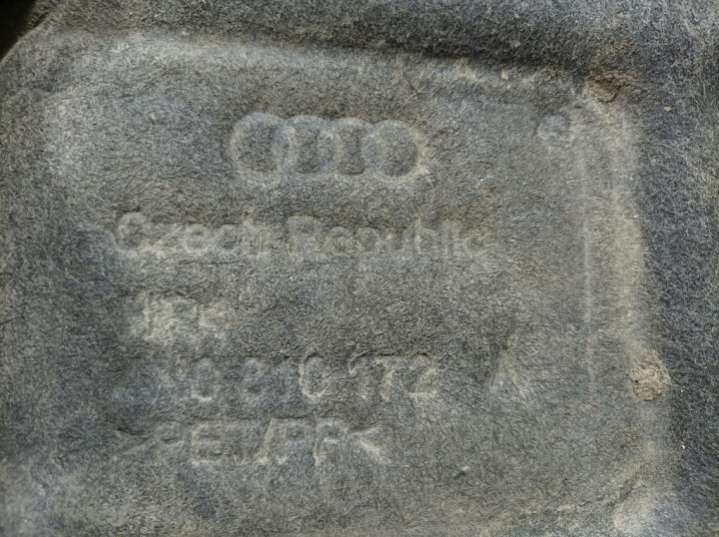 Czech Republic
810 172 A
>PET/PP<